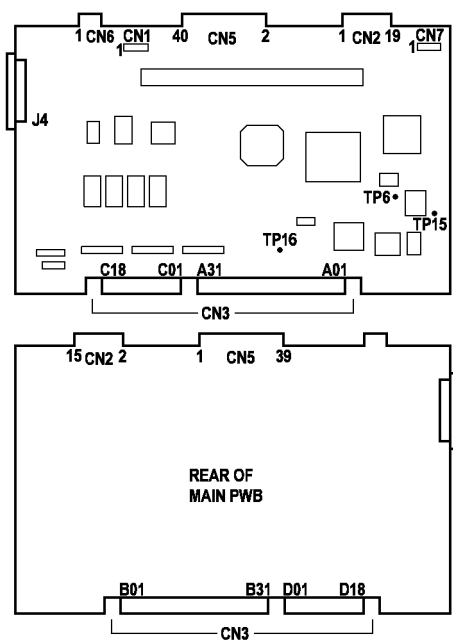 1 CN6 CN1 40 CN5 2 1 CN2 19 CN7
1 1
J4
TP6
TP15
TP16
C18 C01 A31 A01
CN3
15 CN2 2 1 CN5 39
REAR OF
MAIN PWB
B01 B31 D01 D18
CN3